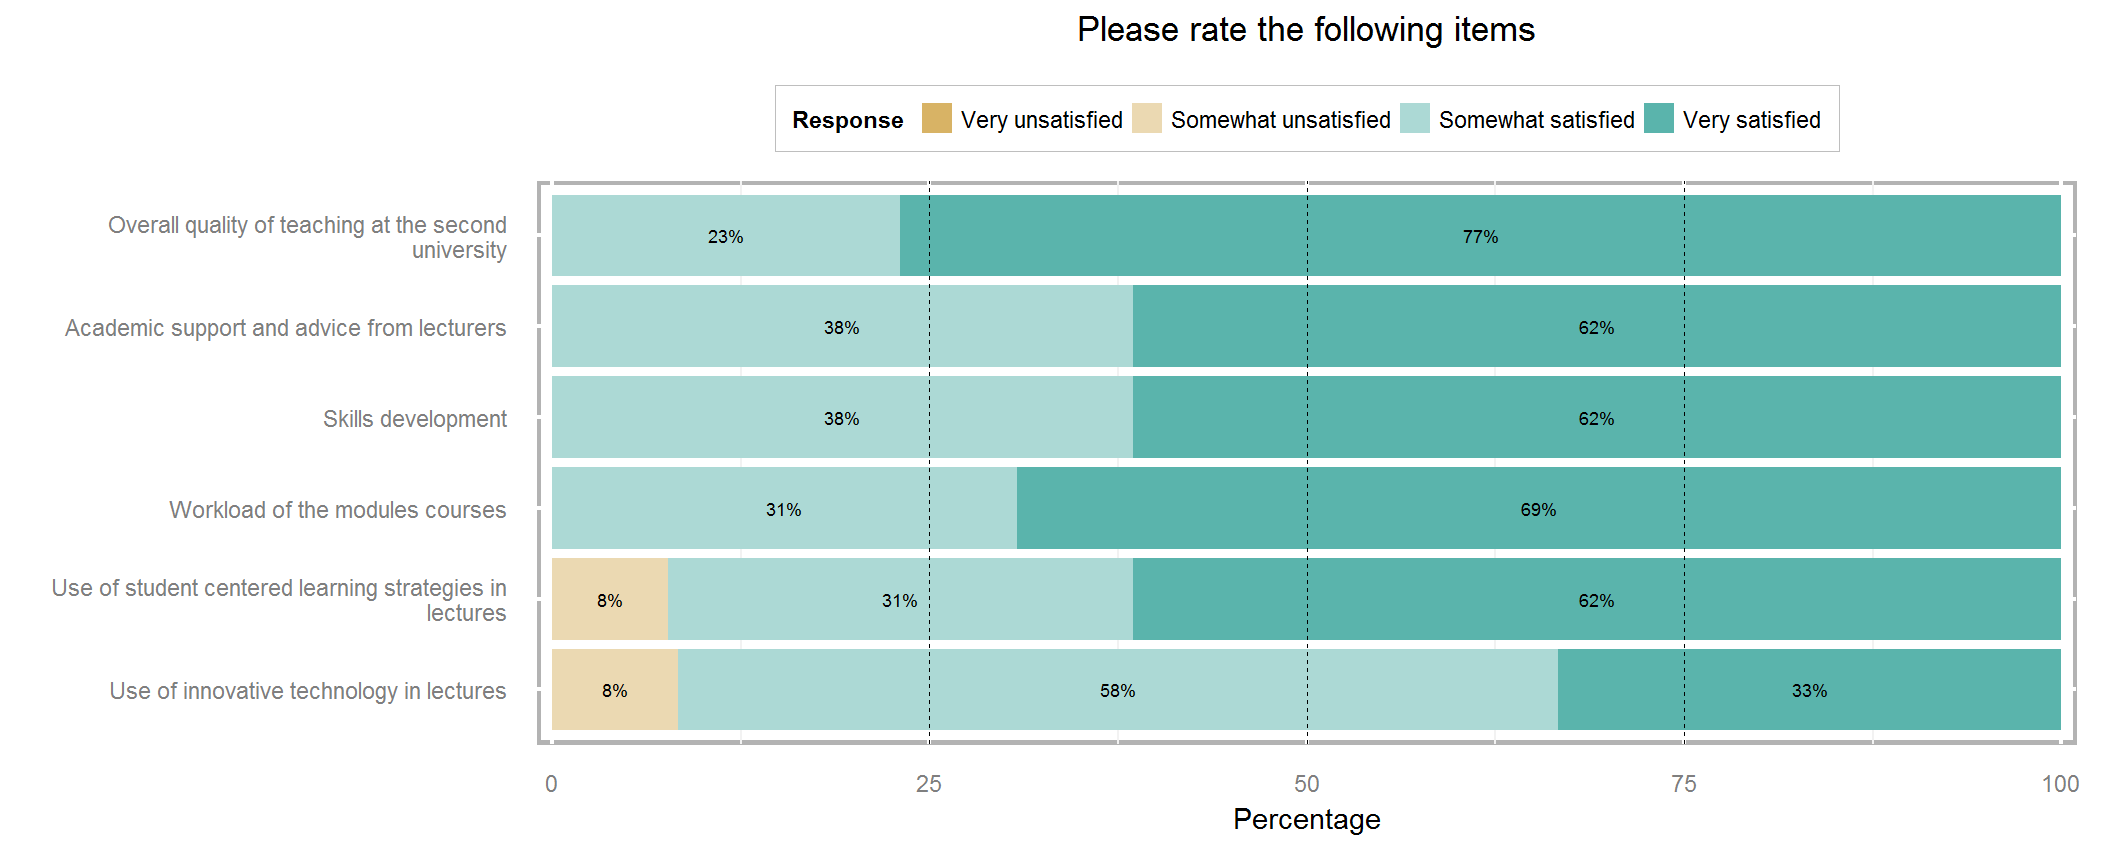 Please rate the following items
Response Very unsatisfied Somewhat unsatisfied Somewhat satisfied Very satisfied
Overall quality of teaching at the second
university
23% 77%
Academic support and advice from lecturers
38% 62%
Skills development
38% 62%
Workload of the modules courses
31% 69%
Use of student centered learning strategies in
lectures
8% 31% 62%
Use of innovative technology in lectures
8% 58% 33%
0 25 50 75 100
Percentage